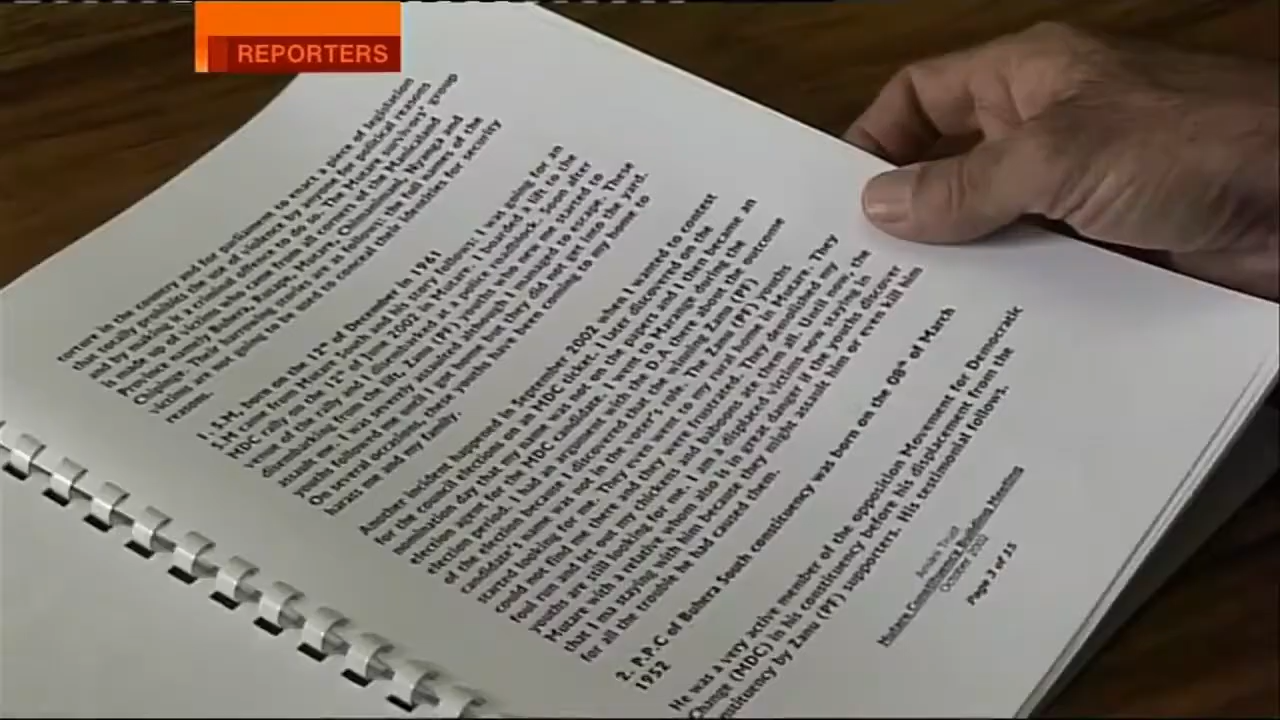 REPORTERS
torture in the country and for parliament to enact a piece of legislation
that totally prohibits the use of violence by anyone for political reasons
and by making it a criminal offence to do so. The Mutare survivors' group
is made up of victims who come from all corners of the Manicaland
Province namely Buhera, Rusape, Mutare, Chimanimani, Nyanga and
Chipinge. Their harrowing stories are as follows: the full names of the
victims are not going to be used to conceal their identities for security
reasons.
1. S.M. born on the 12th of December in 1961
S.M came from Mutare South and his story follows: I was going for an
MDC rally on the 12th of June 2002 in Mutare. I boarded a lift to the
venue of the rally and I disembarked at a police roadblock. Soon after
disembarking from the lift, Zanu (PF) youths who new me started to
assault me. I was severely assaulted although I managed to escape. These
youths followed me until I got home but they did not get into the yard.
On several occasions, these youths have been coming to my home to
harass me and my family.
Another incident happened in September 2002 when I wanted to contest
for the council elections on an MDC ticket. I later discovered on the
nomination day that my name was not on the papers and I then became an
election agent for the MDC candidate. I went to Marange during the
election period. I had an argument with the D.A there about the outcome
of the election because I discovered that the winning Zanu (PF)
candidate's name was not in the voter's role. The Zanu (PF) youths
started looking for me. They even went to my rural home in Mutare. They
could not find me there and they were frustrated. They demolished my
foul run and let out my chickens and baboons ate them all. Until now, the
youths are still looking for me. I am a displaced victims now staying in
Mutare with a relative whom also is in great danger if the youths discover
that I ma staying with him because they might assault him or even kill him
for all the trouble he had caused them.
2. P.P.C of Buhera South constituency was born on the 08th of March
1952
He was a very active member of the opposition Movement for Democratic
Change (MDC) in his constituency before his displacement from the
constituency by Zanu (PF) supporters. His testimonial follows.
Mutare Constituency Building Meeting
October 2002
Page 2 of 15